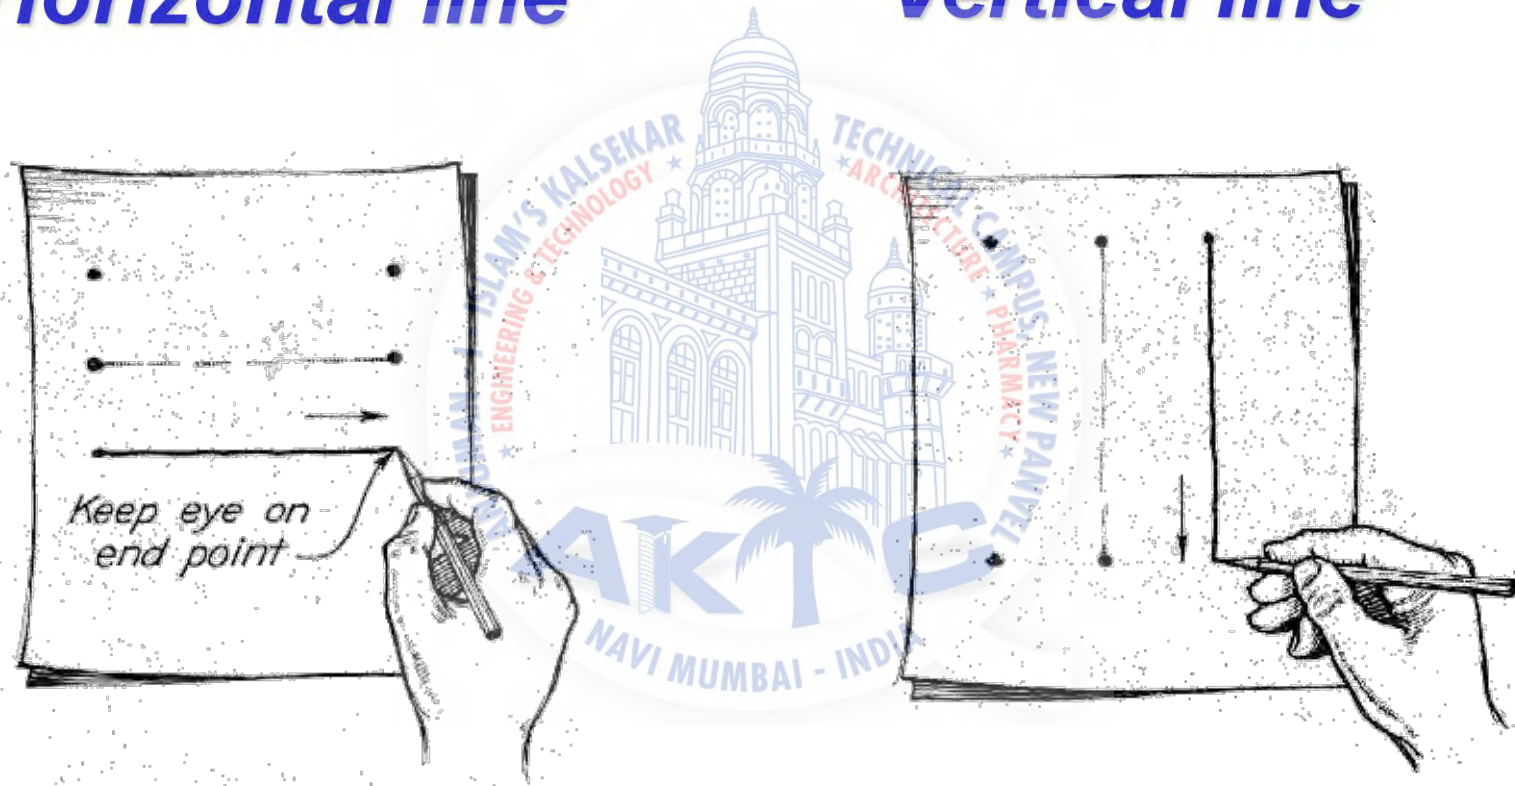 Horizontal line
Vertical line
Keep eye on
end point
ANJUMAN-I-ISLAM'S KALSEKAR TECHNICAL CAMPUS, NEW PANVEL
★ ENGINEERING & TECHNOLOGY ★ ★ ARCHITECTURE ★ PHARMACY ★
AKTC
NAVI MUMBAI - INDIA